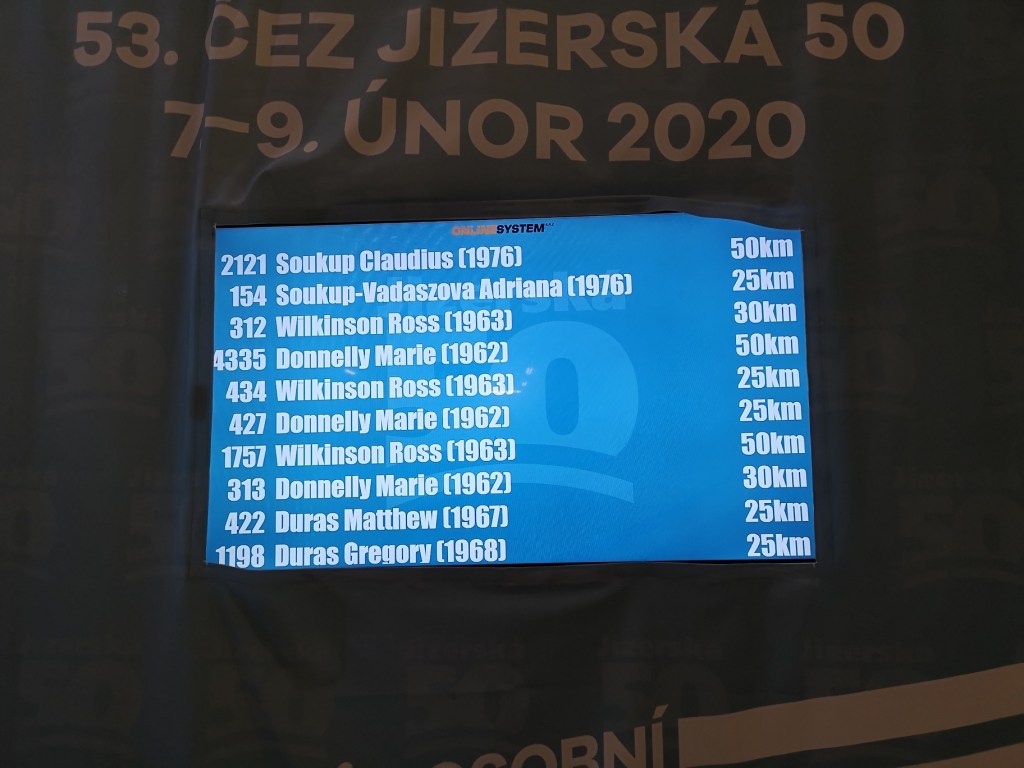 53. ČEZ JIZERSKÁ 50
7–9. ÚNOR 2020
ONLINESYSTEM
2121 Soukup Claudius (1976) 50km
154 Soukup-Vadaszova Adriana (1976) 25km
312 Wilkinson Ross (1963) 30km
4335 Donnelly Marie (1962) 50km
434 Wilkinson Ross (1963) 25km
427 Donnelly Marie (1962) 25km
1757 Wilkinson Ross (1963) 50km
313 Donnelly Marie (1962) 30km
422 Duras Matthew (1967) 25km
1198 Duras Gregory (1968) 25km
Jizerská
50
OSOBNÍ